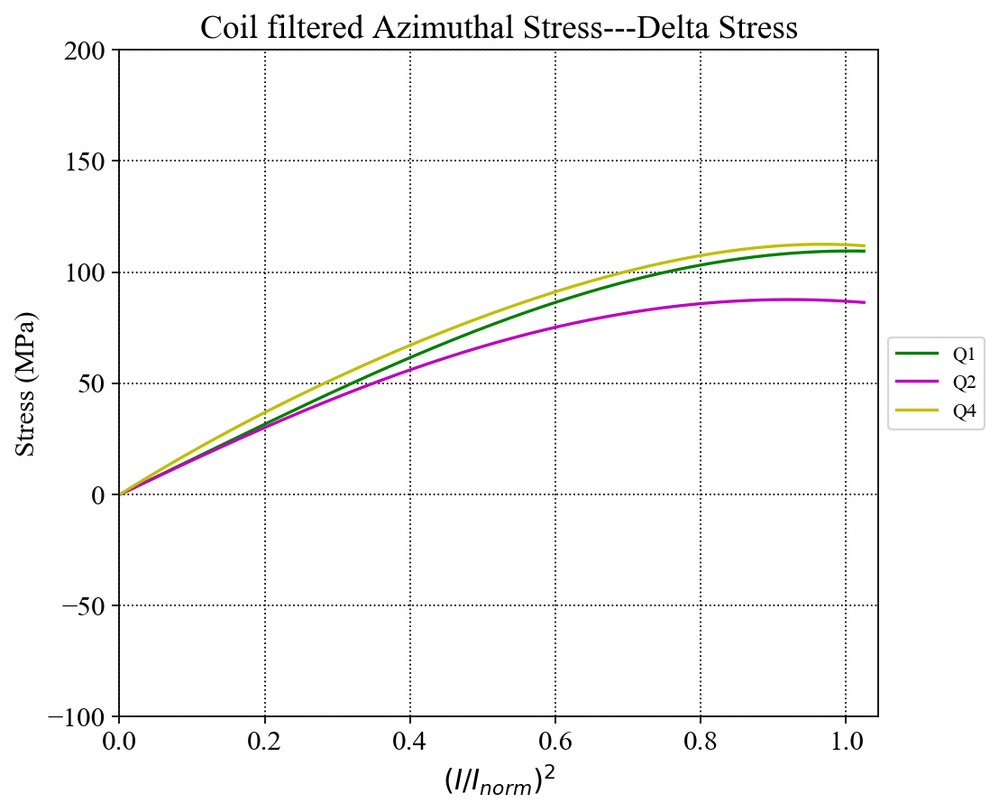 Coil filtered Azimuthal Stress---Delta Stress
200
150
100
50
0
−50
−100
Stress (MPa)
0.0 0.2 0.4 0.6 0.8 1.0
(I/I_norm)²
Q1
Q2
Q4